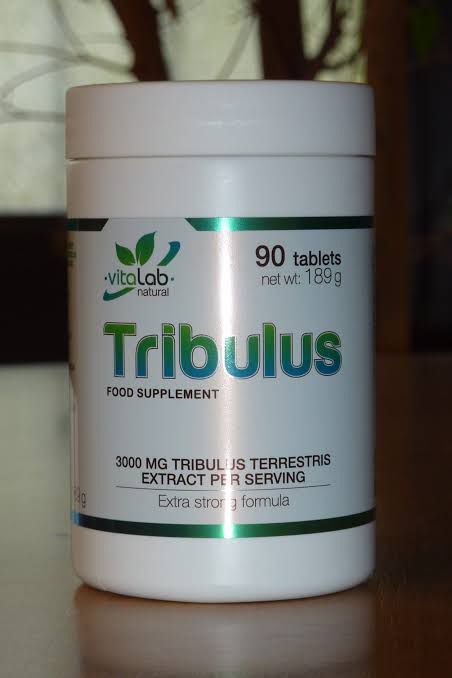 vitaLab
natural
90 tablets
net wt: 189 g
Tribulus
FOOD SUPPLEMENT
3000 MG TRIBULUS TERRESTRIS
EXTRACT PER SERVING
Extra strong formula